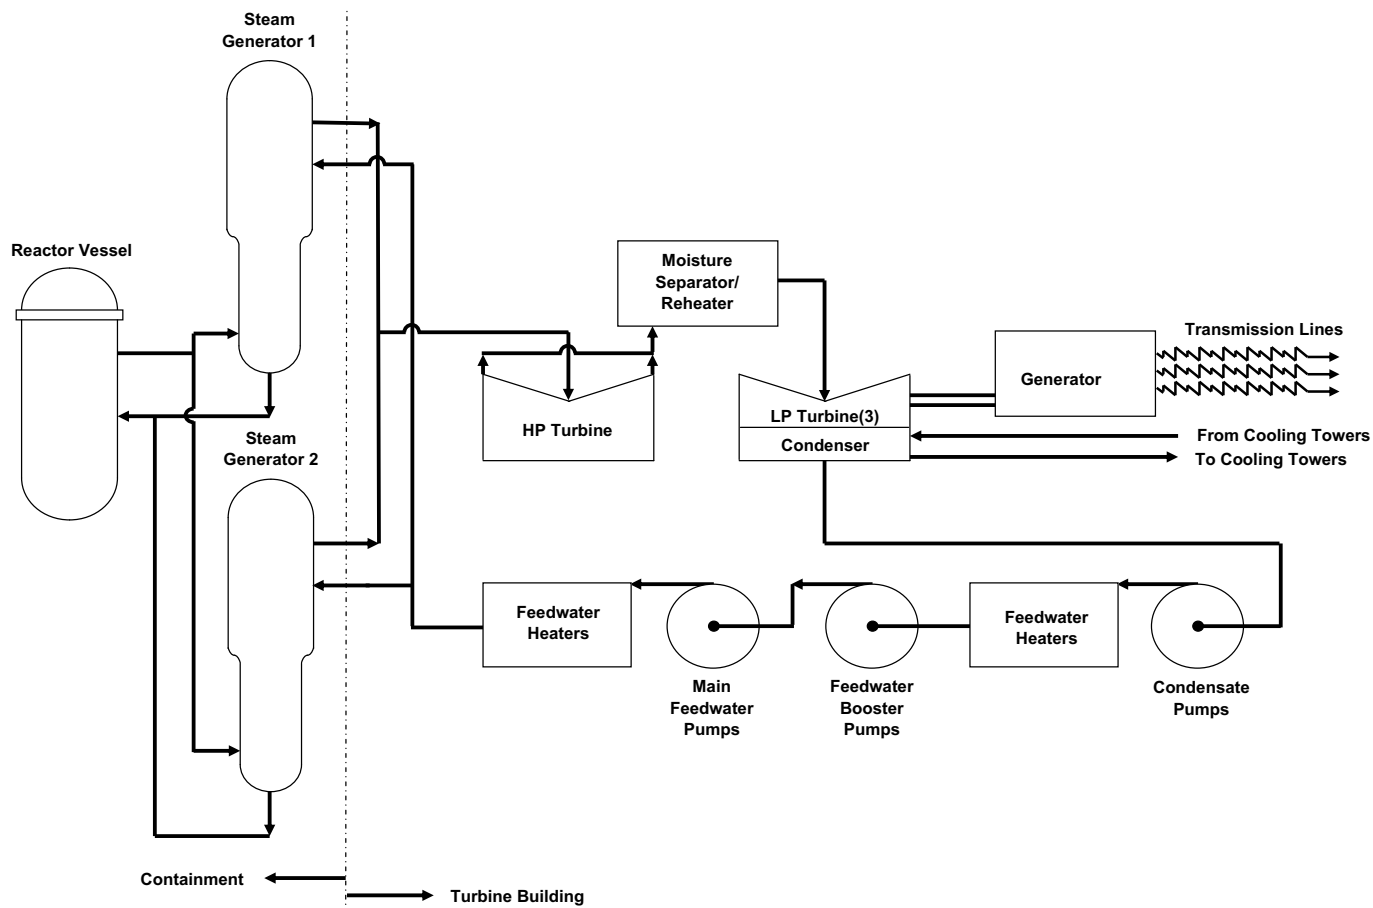 Steam
Generator 1
Reactor Vessel
Moisture
Separator/
Reheater
Transmission Lines
Generator
HP Turbine
LP Turbine(3)
Condenser
From Cooling Towers
To Cooling Towers
Steam
Generator 2
Feedwater
Heaters
Feedwater
Heaters
Main
Feedwater
Pumps
Feedwater
Booster
Pumps
Condensate
Pumps
Containment
Turbine Building